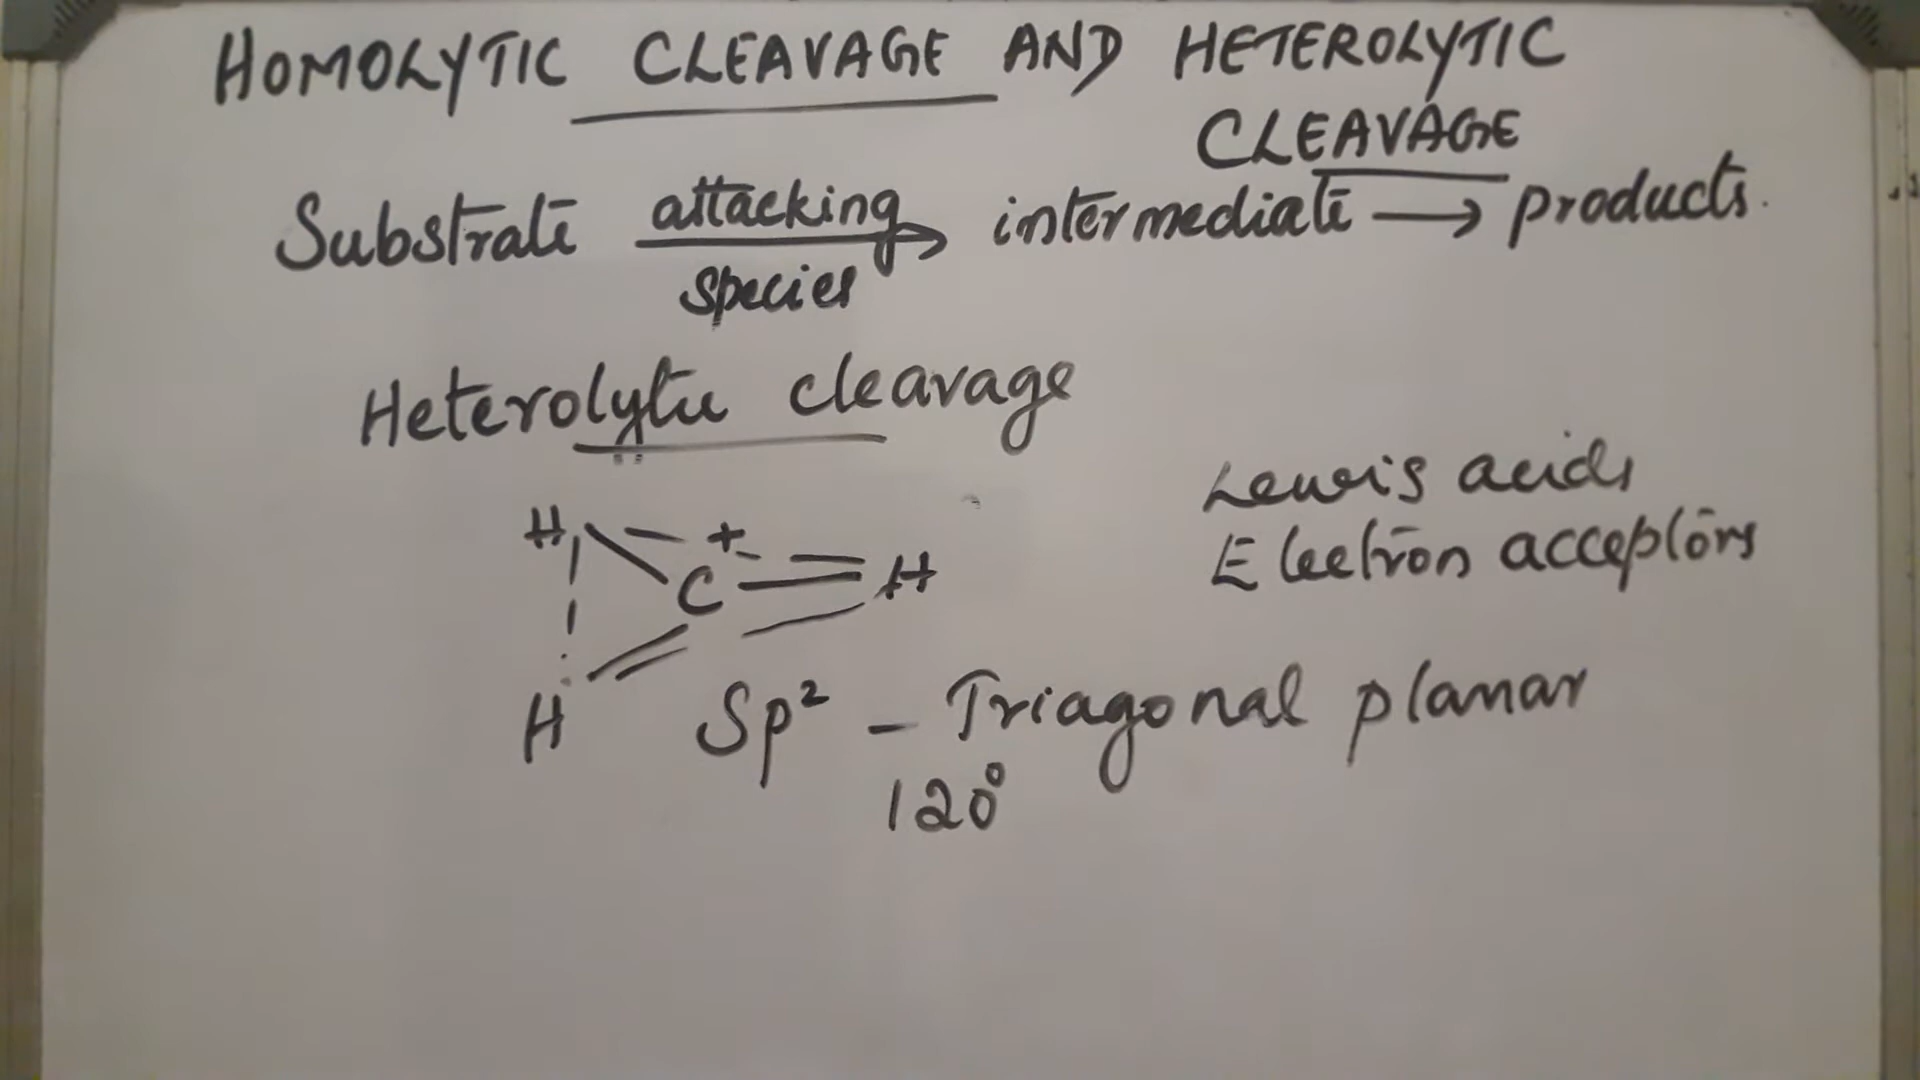 HOMOLYTIC CLEAVAGE AND HETEROLYTIC
CLEAVAGE
Substrate attacking species → intermediate → products.
Heterolytic cleavage
Lewis acids
Electron acceptors
H + C H
H
Sp² - Triagonal planar
120°